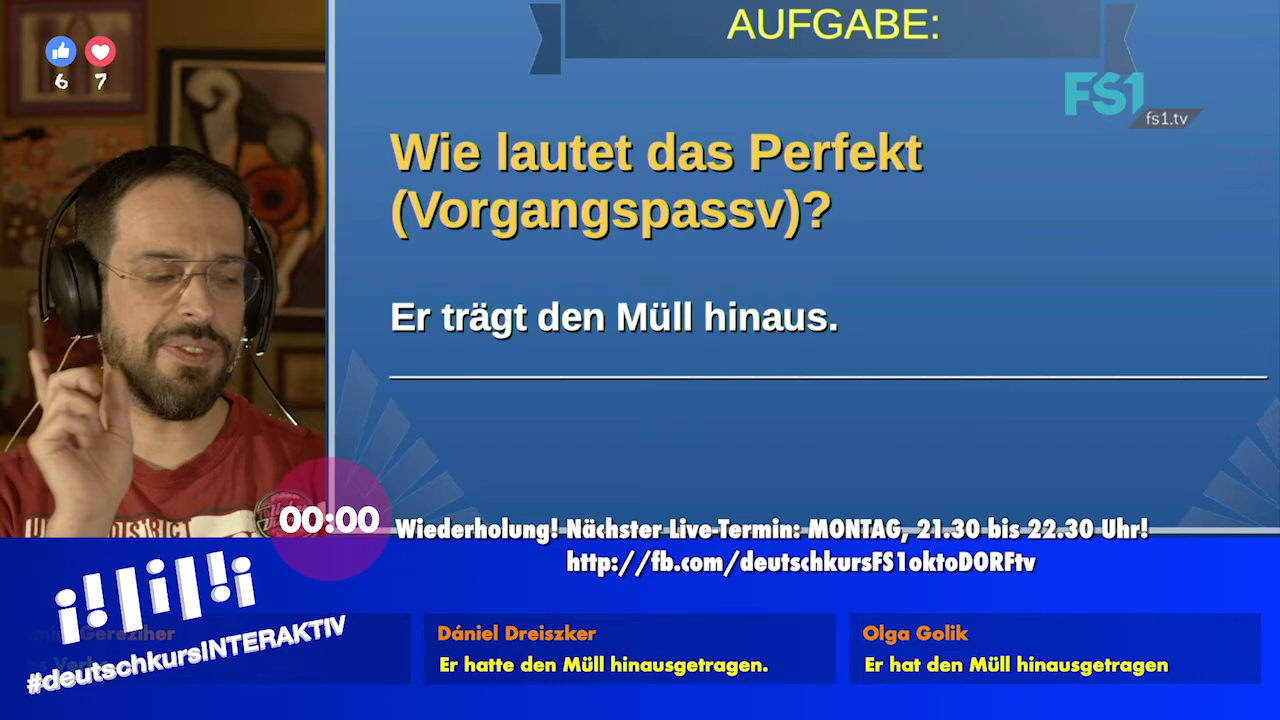 AUFGABE:
6 7
FS1
fs1.tv
Wie lautet das Perfekt
(Vorgangspassv)?
Er trägt den Müll hinaus.
00:00
Wiederholung! Nächster Live-Termin: MONTAG, 21.30 bis 22.30 Uhr!
http://fb.com/deutschkursFS1oktoDORFtv
#deutschkursINTERAKTIV
Gereziher
Dániel Dreiszker
Er hatte den Müll hinausgetragen.
Olga Golik
Er hat den Müll hinausgetragen